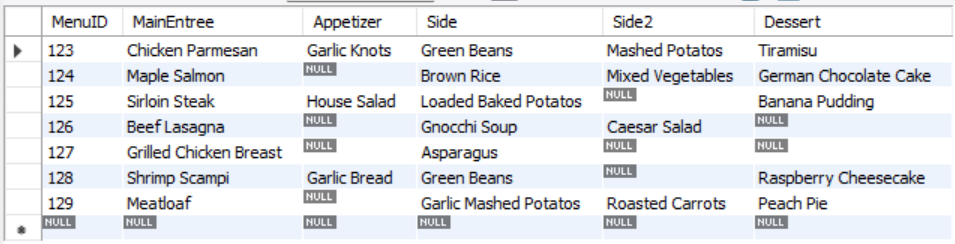 MenuID MainEntree Appetizer Side Side2 Dessert
123 Chicken Parmesan Garlic Knots Green Beans Mashed Potatos Tiramisu
124 Maple Salmon NULL Brown Rice Mixed Vegetables German Chocolate Cake
125 Sirloin Steak House Salad Loaded Baked Potatos NULL Banana Pudding
126 Beef Lasagna NULL Gnocchi Soup Caesar Salad NULL
127 Grilled Chicken Breast NULL Asparagus NULL NULL
128 Shrimp Scampi Garlic Bread Green Beans NULL Raspberry Cheesecake
129 Meatloaf NULL Garlic Mashed Potatos Roasted Carrots Peach Pie
NULL NULL NULL NULL NULL NULL